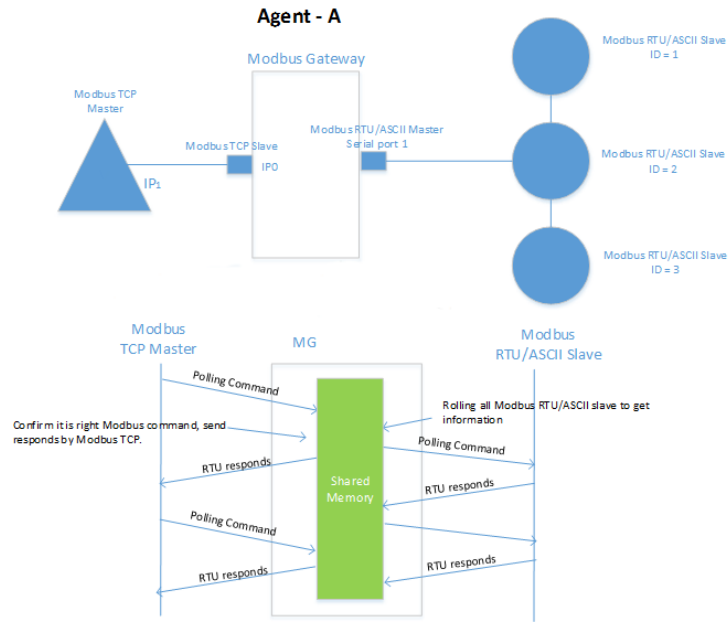 Agent - A
Modbus Gateway
Modbus RTU/ASCII Slave
ID = 1
Modbus TCP
Master
Modbus TCP Slave
IP0
Modbus RTU/ASCII Master
Serial port 1
IP1
Modbus RTU/ASCII Slave
ID = 2
Modbus RTU/ASCII Slave
ID = 3
Modbus
TCP Master
MG
Modbus
RTU/ASCII Slave
Polling Command
Confirm it is right Modbus command, send
responds by Modbus TCP.
Rolling all Modbus RTU/ASCII slave to get
information
Polling Command
RTU responds
Shared
Memory
RTU responds
Polling Command
RTU responds
RTU responds